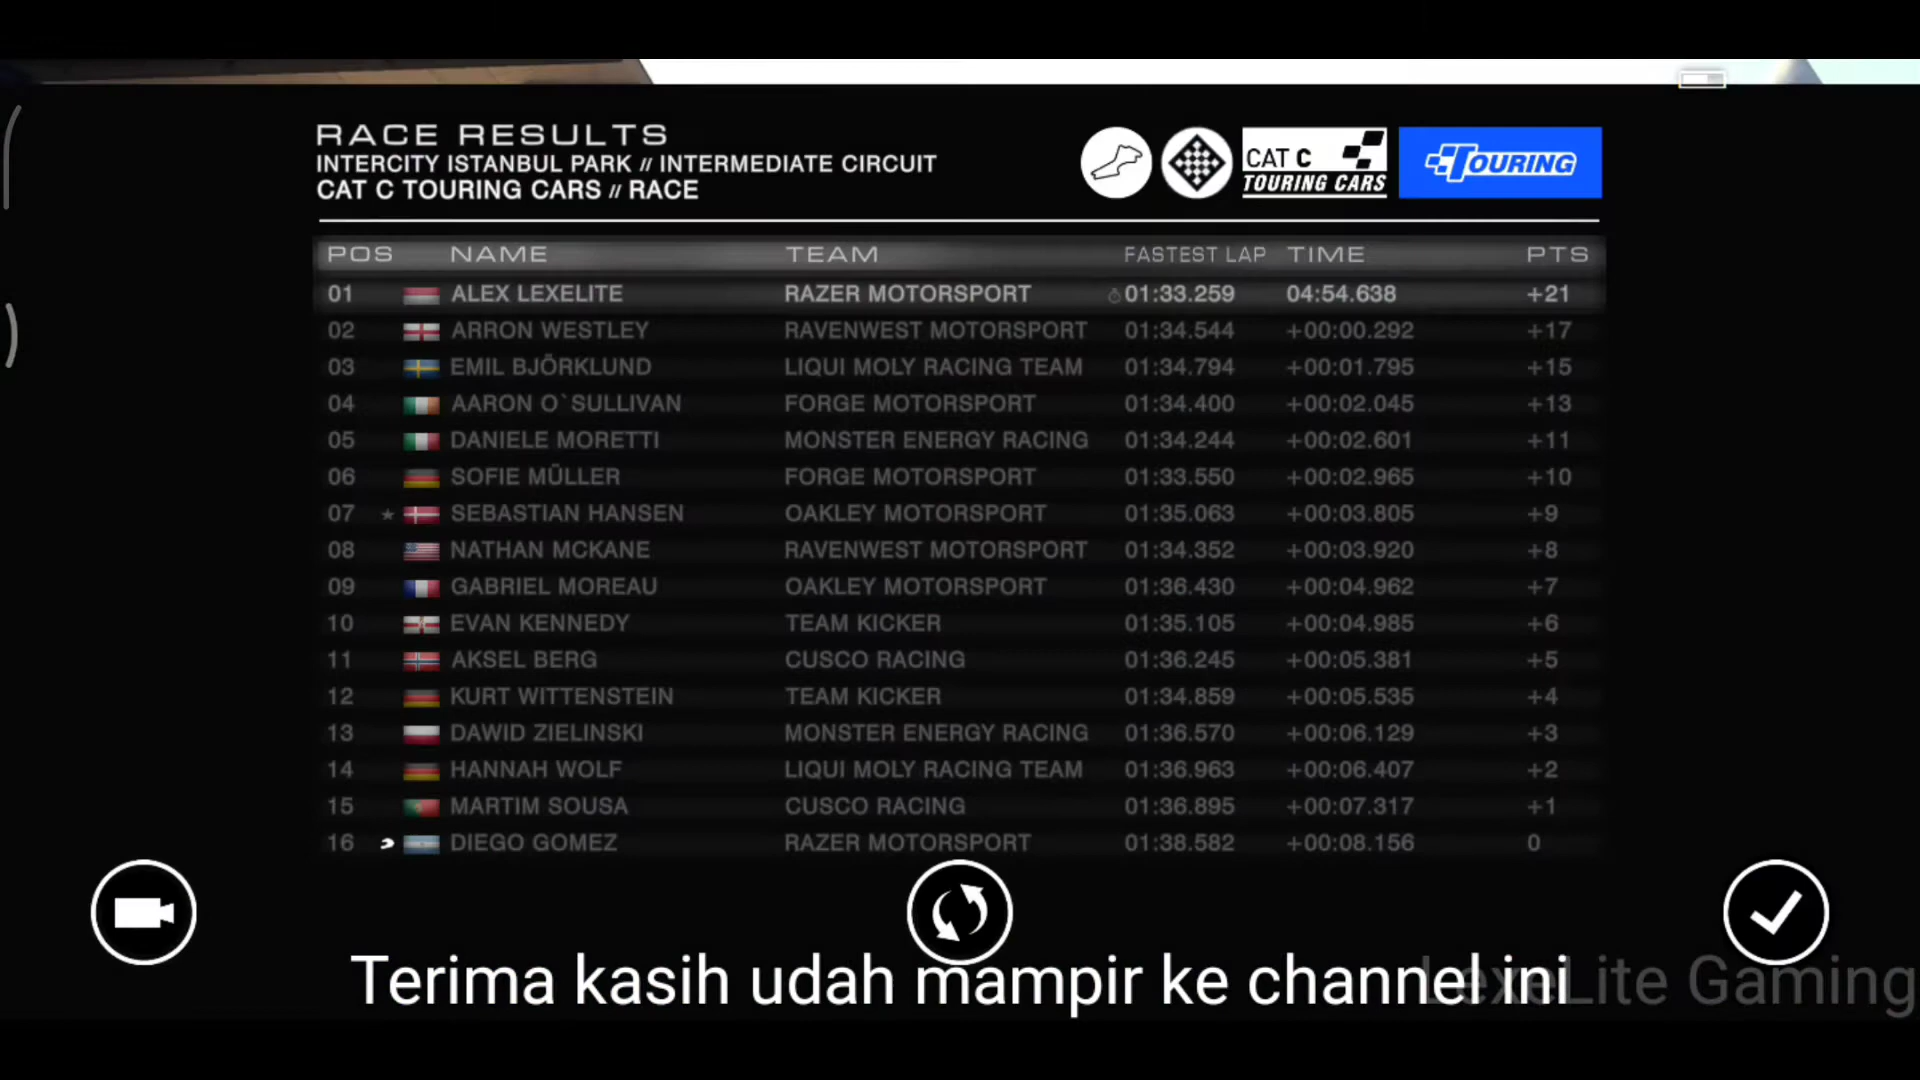 RACE RESULTS
INTERCITY ISTANBUL PARK // INTERMEDIATE CIRCUIT
CAT C TOURING CARS // RACE
CAT C
TOURING CARS
TOURING
POS NAME TEAM FASTEST LAP TIME PTS
01 ALEX LEXELITE RAZER MOTORSPORT 01:33.259 04:54.638 +21
02 ARRON WESTLEY RAVENWEST MOTORSPORT 01:34.544 +00:00.292 +17
03 EMIL BJÖRKLUND LIQUI MOLY RACING TEAM 01:34.794 +00:01.795 +15
04 AARON O`SULLIVAN FORGE MOTORSPORT 01:34.400 +00:02.045 +13
05 DANIELE MORETTI MONSTER ENERGY RACING 01:34.244 +00:02.601 +11
06 SOFIE MÜLLER FORGE MOTORSPORT 01:33.550 +00:02.965 +10
07 SEBASTIAN HANSEN OAKLEY MOTORSPORT 01:35.063 +00:03.805 +9
08 NATHAN MCKANE RAVENWEST MOTORSPORT 01:34.352 +00:03.920 +8
09 GABRIEL MOREAU OAKLEY MOTORSPORT 01:36.430 +00:04.962 +7
10 EVAN KENNEDY TEAM KICKER 01:35.105 +00:04.985 +6
11 AKSEL BERG CUSCO RACING 01:36.245 +00:05.381 +5
12 KURT WITTENSTEIN TEAM KICKER 01:34.859 +00:05.535 +4
13 DAWID ZIELINSKI MONSTER ENERGY RACING 01:36.570 +00:06.129 +3
14 HANNAH WOLF LIQUI MOLY RACING TEAM 01:36.963 +00:06.407 +2
15 MARTIM SOUSA CUSCO RACING 01:36.895 +00:07.317 +1
16 DIEGO GOMEZ RAZER MOTORSPORT 01:38.582 +00:08.156 0
Terima kasih udah mampir ke channel ini
LexeLite Gaming